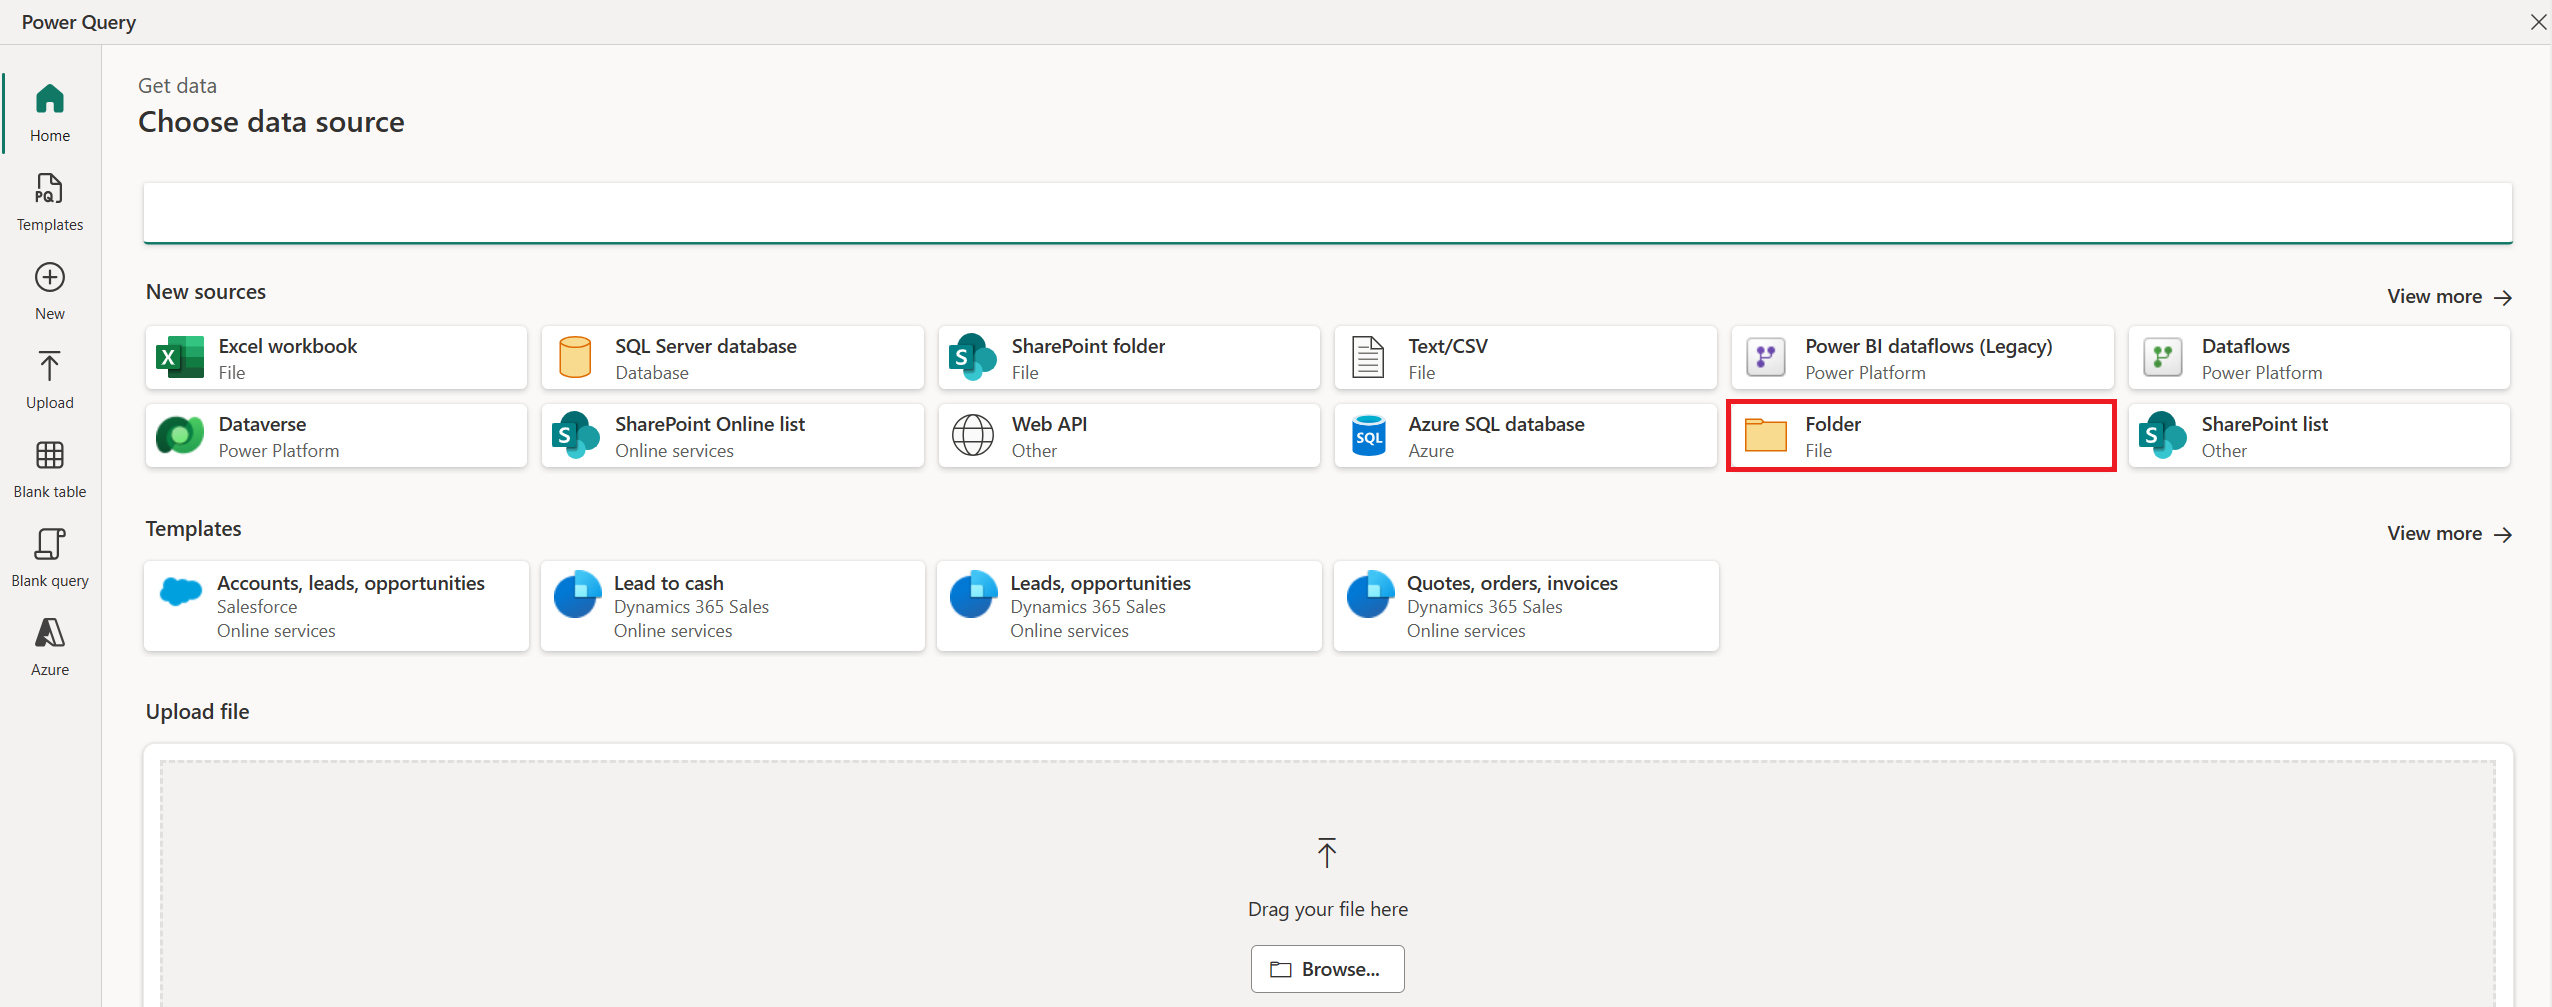 Power Query
Home
Templates
New
Upload
Blank table
Blank query
Azure
Get data
Choose data source
New sources
View more
Excel workbook
File
SQL Server database
Database
SharePoint folder
File
Text/CSV
File
Power BI dataflows (Legacy)
Power Platform
Dataflows
Power Platform
Dataverse
Power Platform
SharePoint Online list
Online services
Web API
Other
Azure SQL database
Azure
Folder
File
SharePoint list
Other
Templates
View more
Accounts, leads, opportunities
Salesforce
Online services
Lead to cash
Dynamics 365 Sales
Online services
Leads, opportunities
Dynamics 365 Sales
Online services
Quotes, orders, invoices
Dynamics 365 Sales
Online services
Upload file
Drag your file here
Browse...